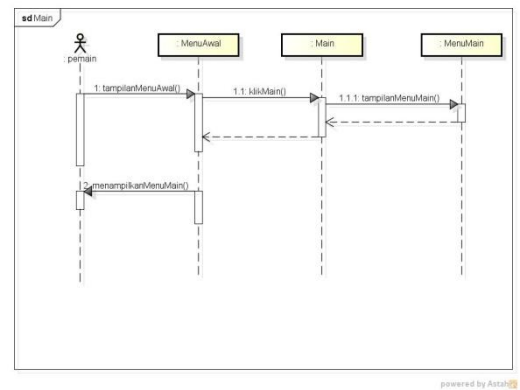 sd Main
: pemain
: MenuAwal
: Main
: MenuMain
1: tampilanMenuAwal()
1.1: klikMain()
1.1.1: tampilanMenuMain()
2: menampilkanMenuMain()
powered by Astah